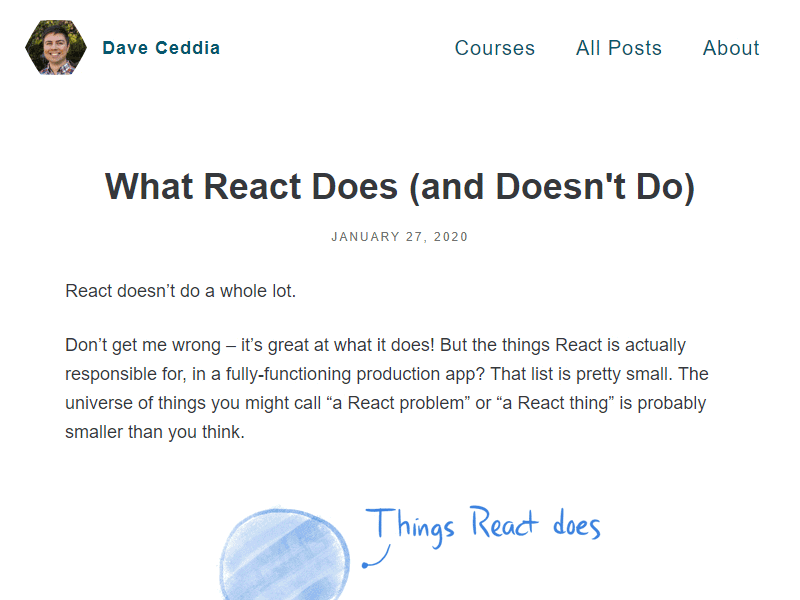 Dave Ceddia
Courses
All Posts
About
What React Does (and Doesn't Do)
JANUARY 27, 2020
React doesn’t do a whole lot.
Don’t get me wrong – it’s great at what it does! But the things React is actually
responsible for, in a fully-functioning production app? That list is pretty small. The
universe of things you might call “a React problem” or “a React thing” is probably
smaller than you think.
Things React does